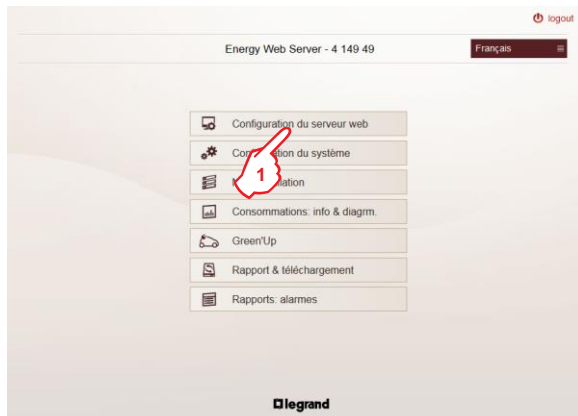 logout
Energy Web Server - 4 149 49
Français
Configuration du serveur web
du système
1
Consommations: info & diagrm.
Green'Up
Rapport & téléchargement
Rapports: alarmes
legrand